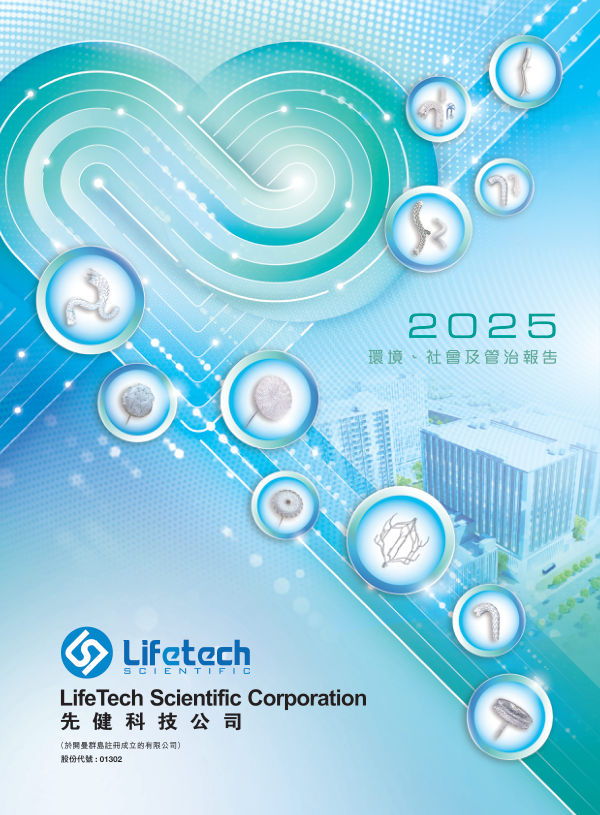 2025
環境、社會及管治報告
Lifetech
SCIENTIFIC
LifeTech Scientific Corporation
先健科技公司
(於開曼群島註冊成立的有限公司)
股份代號 : 01302